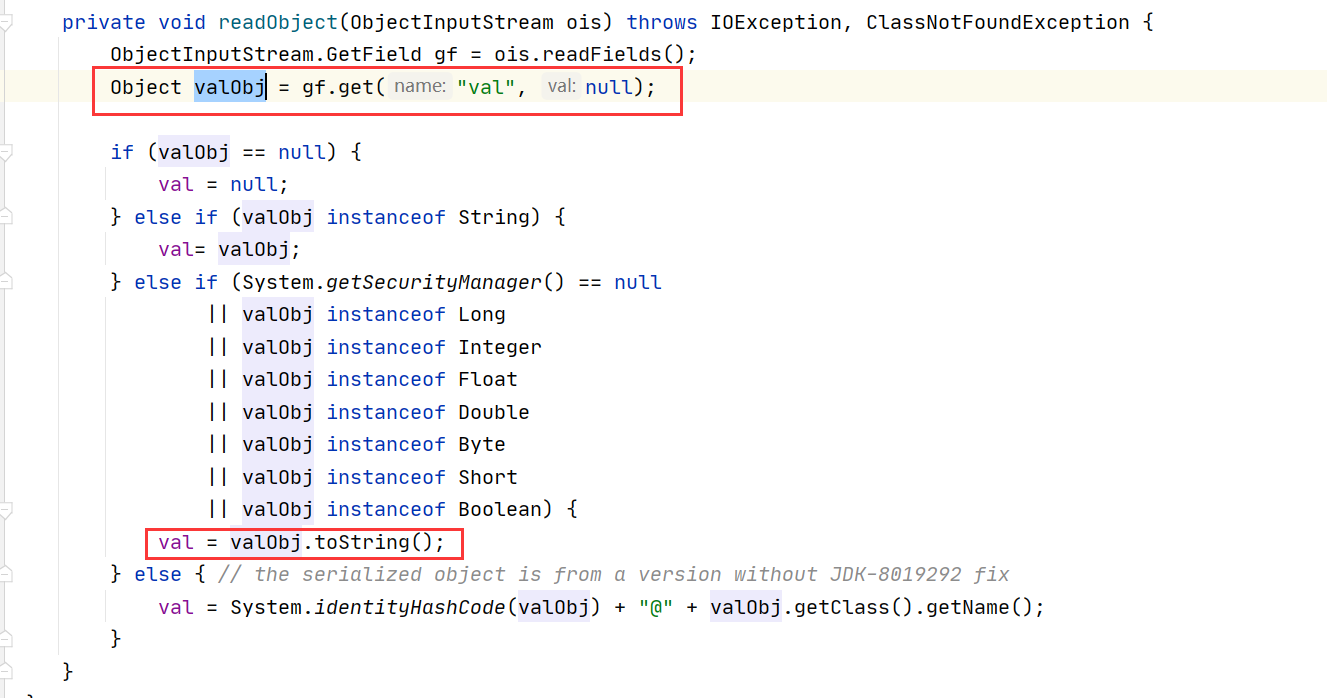 private void readObject(ObjectInputStream ois) throws IOException, ClassNotFoundException {
ObjectInputStream.GetField gf = ois.readFields();
Object valObj = gf.get( name: "val", val: null);
if (valObj == null) {
val = null;
} else if (valObj instanceof String) {
val= valObj;
} else if (System.getSecurityManager() == null
|| valObj instanceof Long
|| valObj instanceof Integer
|| valObj instanceof Float
|| valObj instanceof Double
|| valObj instanceof Byte
|| valObj instanceof Short
|| valObj instanceof Boolean) {
val = valObj.toString();
} else { // the serialized object is from a version without JDK-8019292 fix
val = System.identityHashCode(valObj) + "@" + valObj.getClass().getName();
}
}